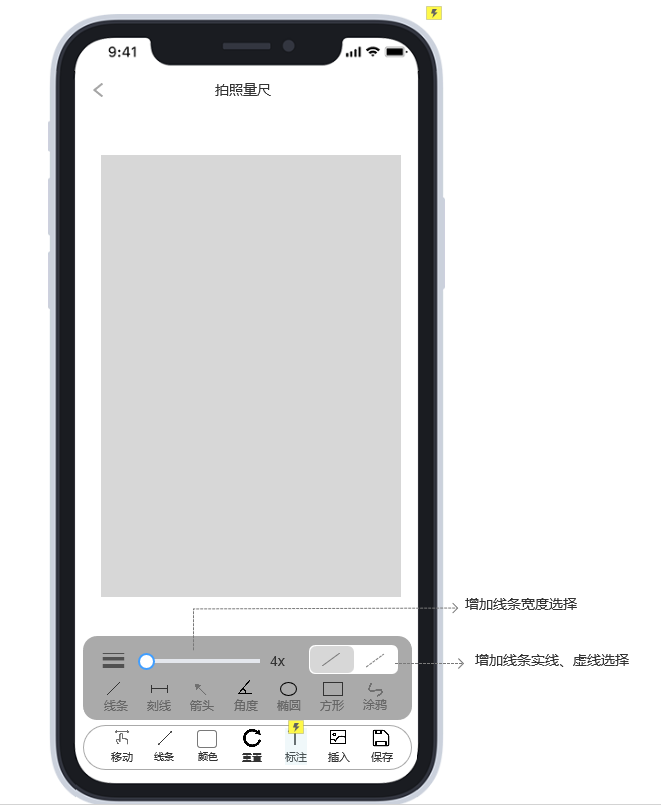 9:41
拍照量尺
增加线条宽度选择
4x
增加线条实线、虚线选择
线条 刻线 箭头 角度 椭圆 方形 涂鸦
移动 线条 颜色 重置 标注 插入 保存